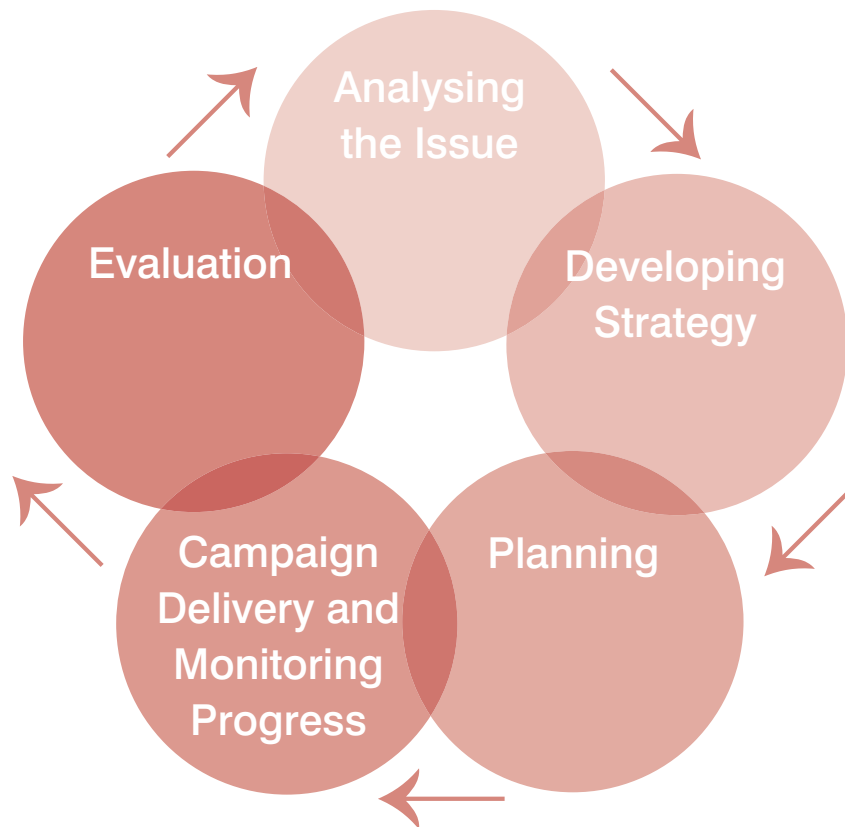 Analysing
the Issue
Developing
Strategy
Planning
Campaign
Delivery and
Monitoring
Progress
Evaluation